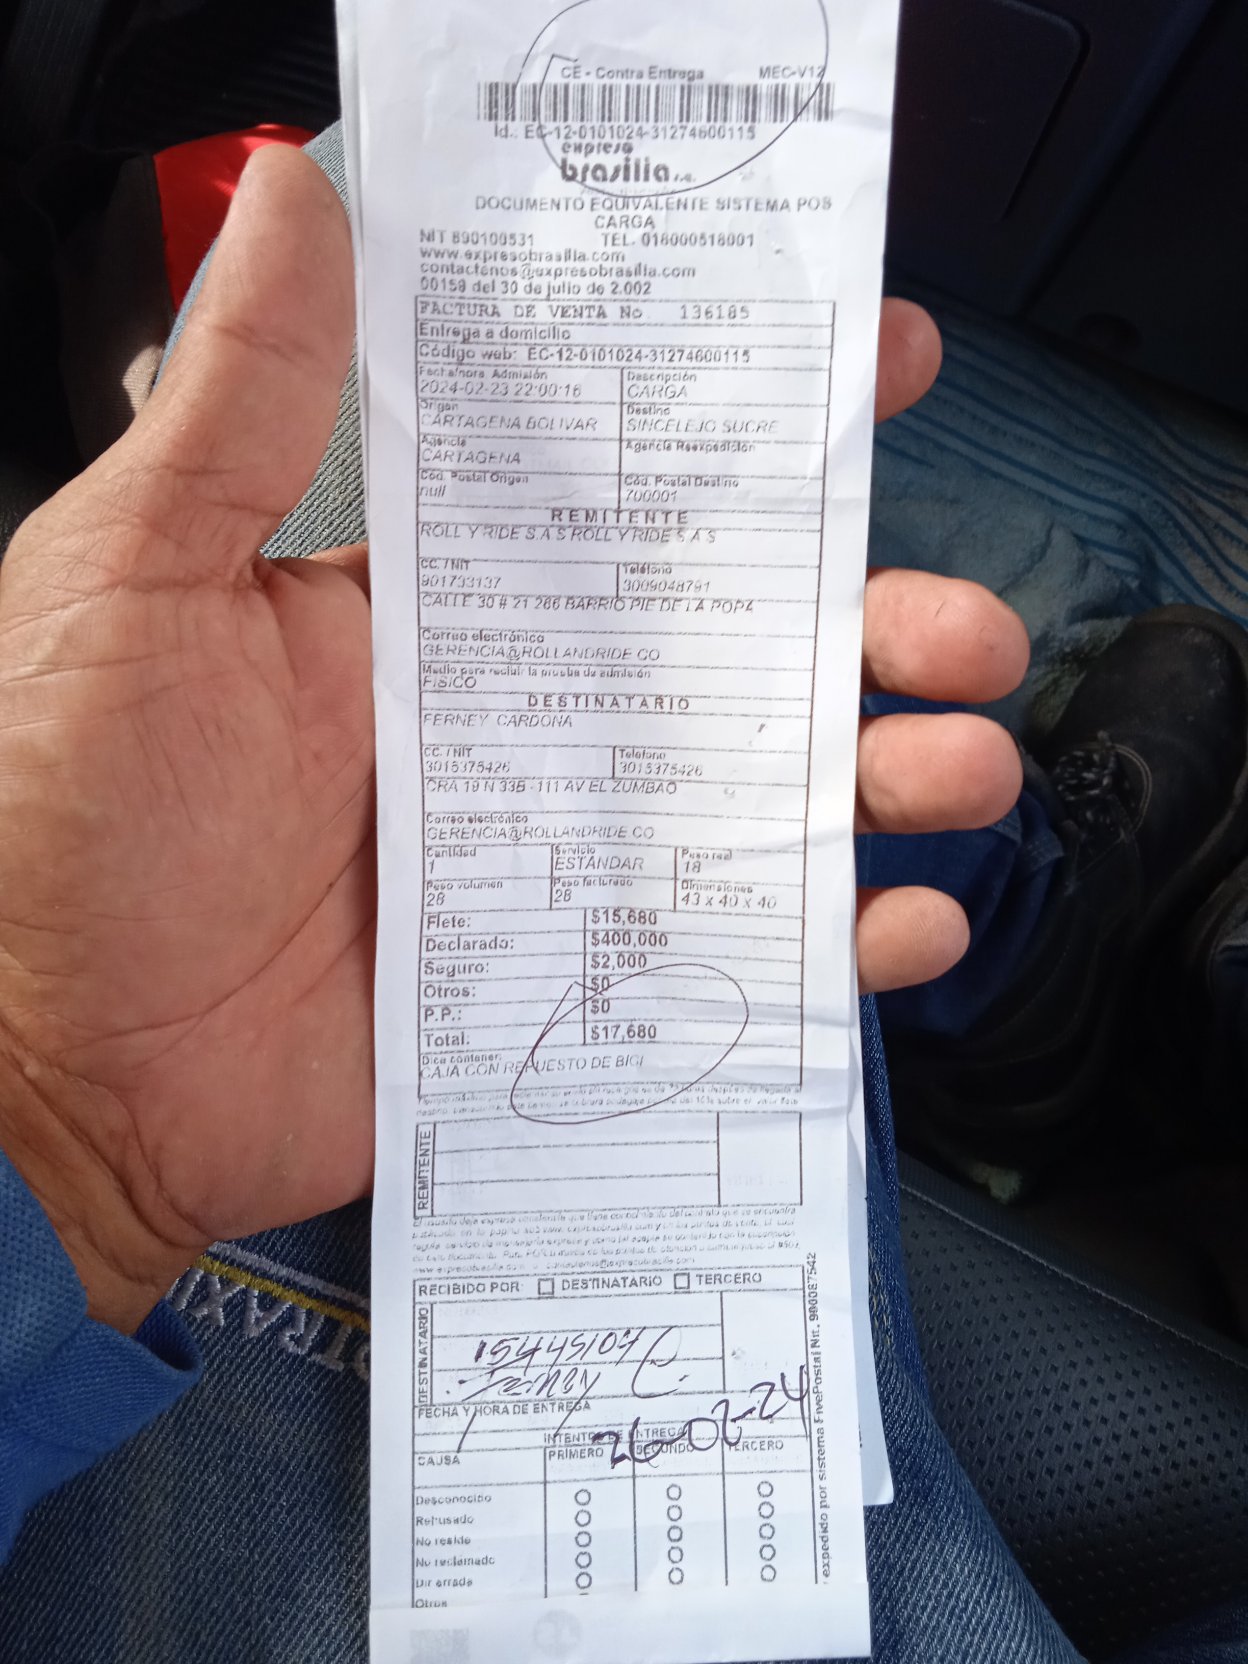 CE - Contra Entrega MEC-V12
Id.: EC-12-0101024-31274600115
expreso
brasilia s.a.
DOCUMENTO EQUIVALENTE SISTEMA POS
CARGA
NIT 890100531 TEL. 018000518001
www.expresobrasilia.com
contactenos@expresobrasilia.com
00159 del 30 de julio de 2.002
FACTURA DE VENTA No 136185
Entrega a domicilio
Código web: EC-12-0101024-31274600115
Fecha/hora Admisión Descripción
2024-02-23 22:00:16 CARGA
Origen Destino
CARTAGENA BOLIVAR SINCELEJO SUCRE
Agencia Agencia Reexpedición
CARTAGENA
Cód. Postal Origen Cód. Postal Destino
null 700001
REMITENTE
ROLL Y RIDE S.A S ROLL Y RIDE S A S
CC. / NIT Teléfono
901733137 3009048791
CALLE 30 # 21 266 BARRIO PIE DE LA POPA
Correo electrónico
GERENCIA@ROLLANDRIDE CO
Medio para recibir la prueba de admisión
FISICO
DESTINATARIO
FERNEY CARDONA
CC. / NIT Teléfono
3015375426 3015375426
CRA 19 N 33B - 111 AV EL ZUMBAO
Correo electrónico
GERENCIA@ROLLANDRIDE CO
Cantidad Servicio Peso real
1 ESTANDAR 18
Peso volumen Peso facturado Dimensiones
28 28 43 x 40 x 40
Flete: $15,680
Declarado: $400,000
Seguro: $2,000
Otros: $0
P.P.: $0
Total: $17,680
Dice contener:
CAJA CON REPUESTO DE BICI
REMITENTE
RECIBIDO POR: DESTINATARIO TERCERO
DESTINATARIO
15445104
FECHA Y HORA DE ENTREGA
26-02-24
INTENTOS DE ENTREGA
CAUSA PRIMERO SEGUNDO TERCERO
Desconocido
Rehusado
No reside
No reclamado
Dir errada
Otros
expedido por sistema FivePostal Nit. 900087542